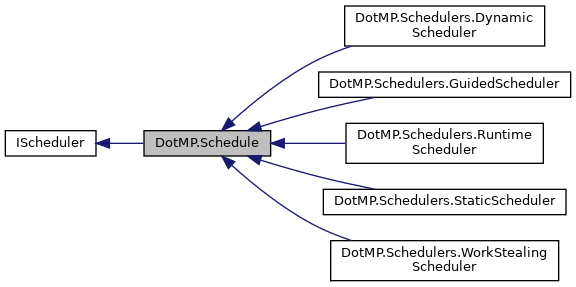 DotMP.Schedulers.Dynamic
Scheduler
DotMP.Schedulers.GuidedScheduler
IScheduler
DotMP.Schedule
DotMP.Schedulers.Runtime
Scheduler
DotMP.Schedulers.StaticScheduler
DotMP.Schedulers.WorkStealing
Scheduler